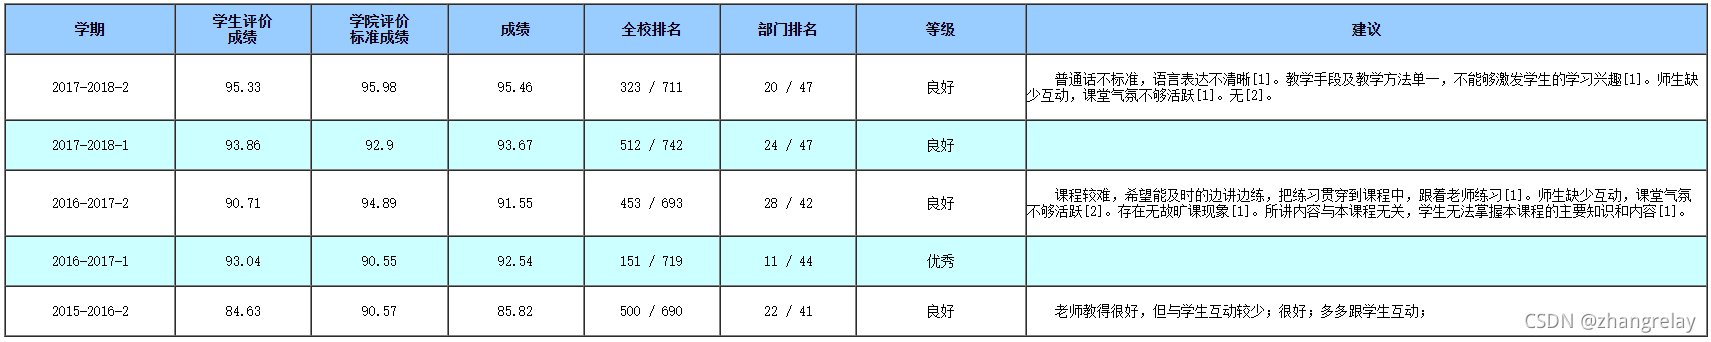 学期 学生评价成绩 学院评价标准成绩 成绩 全校排名 部门排名 等级 建议
2017-2018-2 95.33 95.98 95.46 323 / 711 20 / 47 良好 普通话不标准，语言表达不清晰[1]。教学手段及教学方法单一，不能够激发学生的学习兴趣[1]。师生缺
少互动，课堂气氛不够活跃[1]。无[2]。
2017-2018-1 93.86 92.9 93.67 512 / 742 24 / 47 良好
2016-2017-2 90.71 94.89 91.55 453 / 693 28 / 42 良好 课程较难，希望能及时的边讲边练，把练习贯穿到课程中，跟着老师练习[1]。师生缺少互动，课堂气氛
不够活跃[2]。存在无故旷课现象[1]。所讲内容与本课程无关，学生无法掌握本课程的主要知识和内容[1]。
2016-2017-1 93.04 90.55 92.54 151 / 719 11 / 44 优秀
2015-2016-2 84.63 90.57 85.82 500 / 690 22 / 41 良好 老师教得很好，但与学生互动较少；很好；多多跟学生互动；
CSDN @zhangrelay